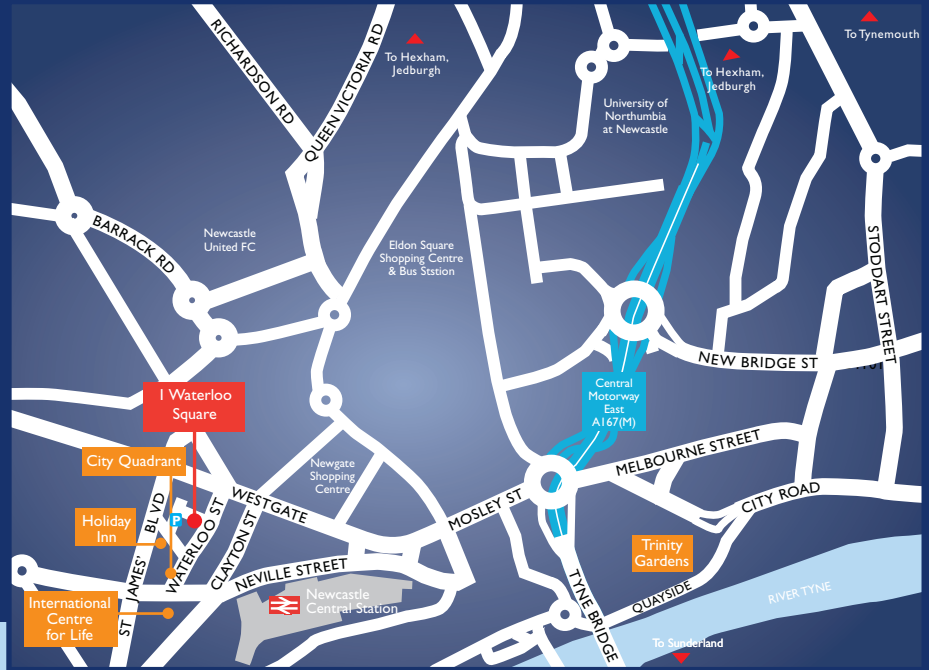 RICHARDSON RD
QUEEN VICTORIA RD
To Hexham,
Jedburgh
To Tynemouth
To Hexham,
Jedburgh
University of
Northumbia
at Newcastle
BARRACK RD
Newcastle
United FC
Eldon Square
Shopping Centre
& Bus Ststion
STODDART STREET
NEW BRIDGE ST
1 Waterloo
Square
Central
Motorway
East
A167(M)
City Quadrant
Newgate
Shopping
Centre
MELBOURNE STREET
WESTGATE
MOSLEY ST
CITY ROAD
Holiday
Inn
P
ST JAMES' BLVD
WATERLOO ST
CLAYTON ST
NEVILLE STREET
Trinity
Gardens
International
Centre
for Life
Newcastle
Central Station
TYNE BRIDGE
QUAYSIDE
RIVER TYNE
To Sunderland